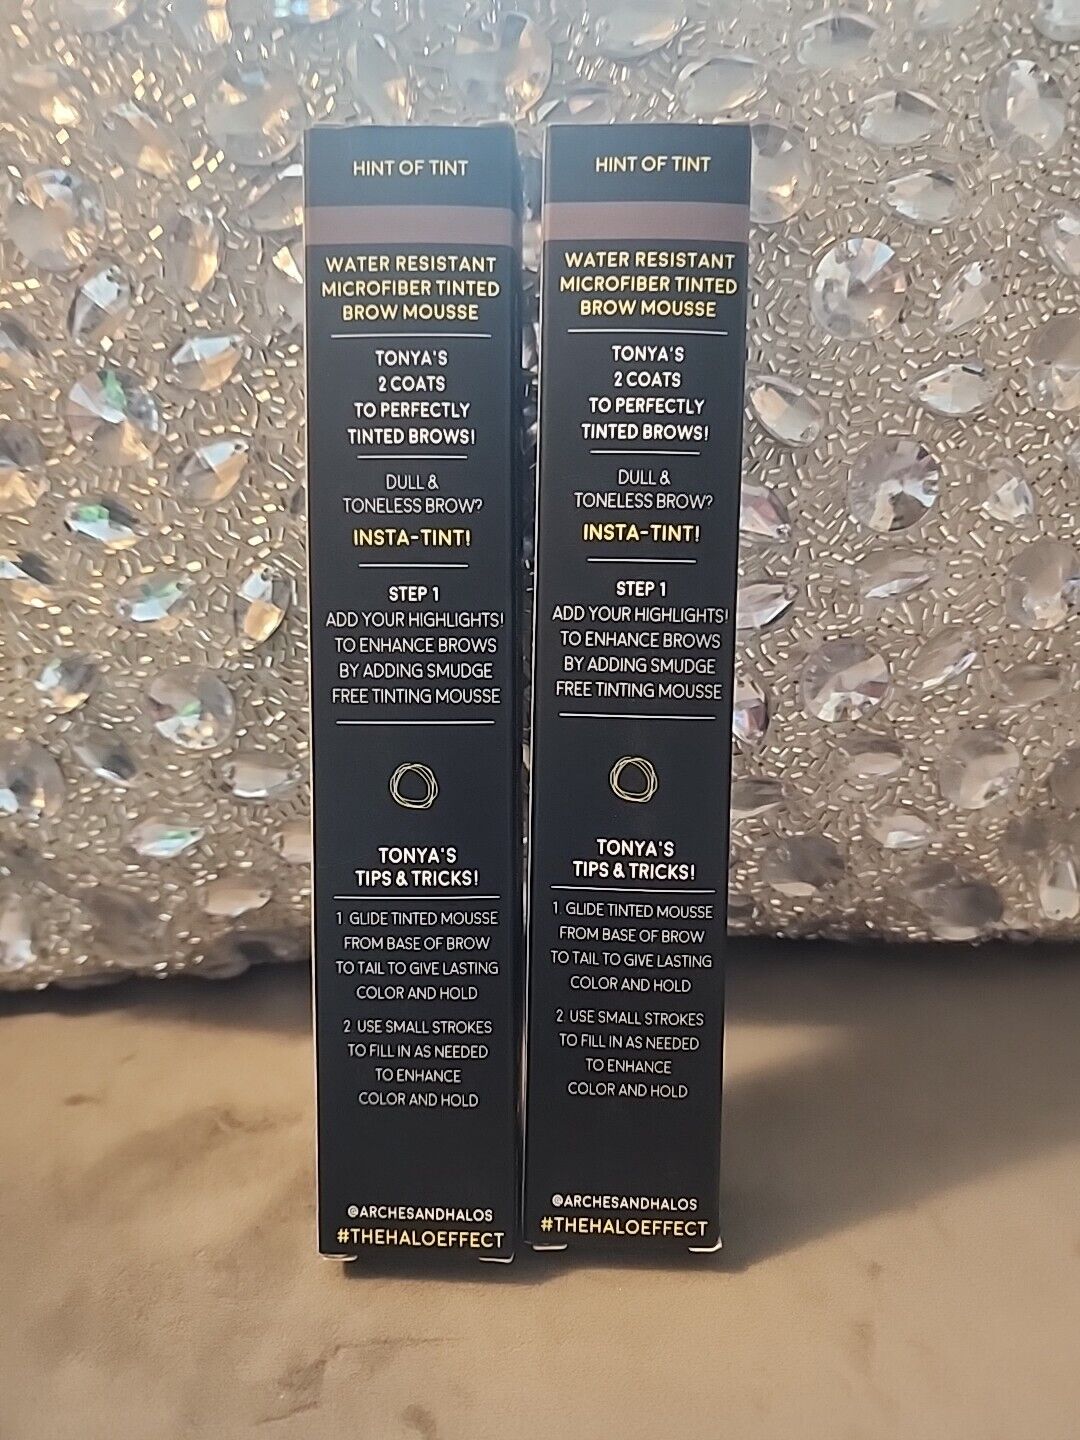 HINT OF TINT
WATER RESISTANT
MICROFIBER TINTED
BROW MOUSSE
TONYA'S
2 COATS
TO PERFECTLY
TINTED BROWS!
DULL &
TONELESS BROW?
INSTA-TINT!
STEP 1
ADD YOUR HIGHLIGHTS!
TO ENHANCE BROWS
BY ADDING SMUDGE
FREE TINTING MOUSSE
TONYA'S
TIPS & TRICKS!
1. GLIDE TINTED MOUSSE
FROM BASE OF BROW
TO TAIL TO GIVE LASTING
COLOR AND HOLD
2. USE SMALL STROKES
TO FILL IN AS NEEDED
TO ENHANCE
COLOR AND HOLD
@ARCHESANDHALOS
#THEHALOEFFECT
HINT OF TINT
WATER RESISTANT
MICROFIBER TINTED
BROW MOUSSE
TONYA'S
2 COATS
TO PERFECTLY
TINTED BROWS!
DULL &
TONELESS BROW?
INSTA-TINT!
STEP 1
ADD YOUR HIGHLIGHTS!
TO ENHANCE BROWS
BY ADDING SMUDGE
FREE TINTING MOUSSE
TONYA'S
TIPS & TRICKS!
1. GLIDE TINTED MOUSSE
FROM BASE OF BROW
TO TAIL TO GIVE LASTING
COLOR AND HOLD
2. USE SMALL STROKES
TO FILL IN AS NEEDED
TO ENHANCE
COLOR AND HOLD
@ARCHESANDHALOS
#THEHALOEFFECT